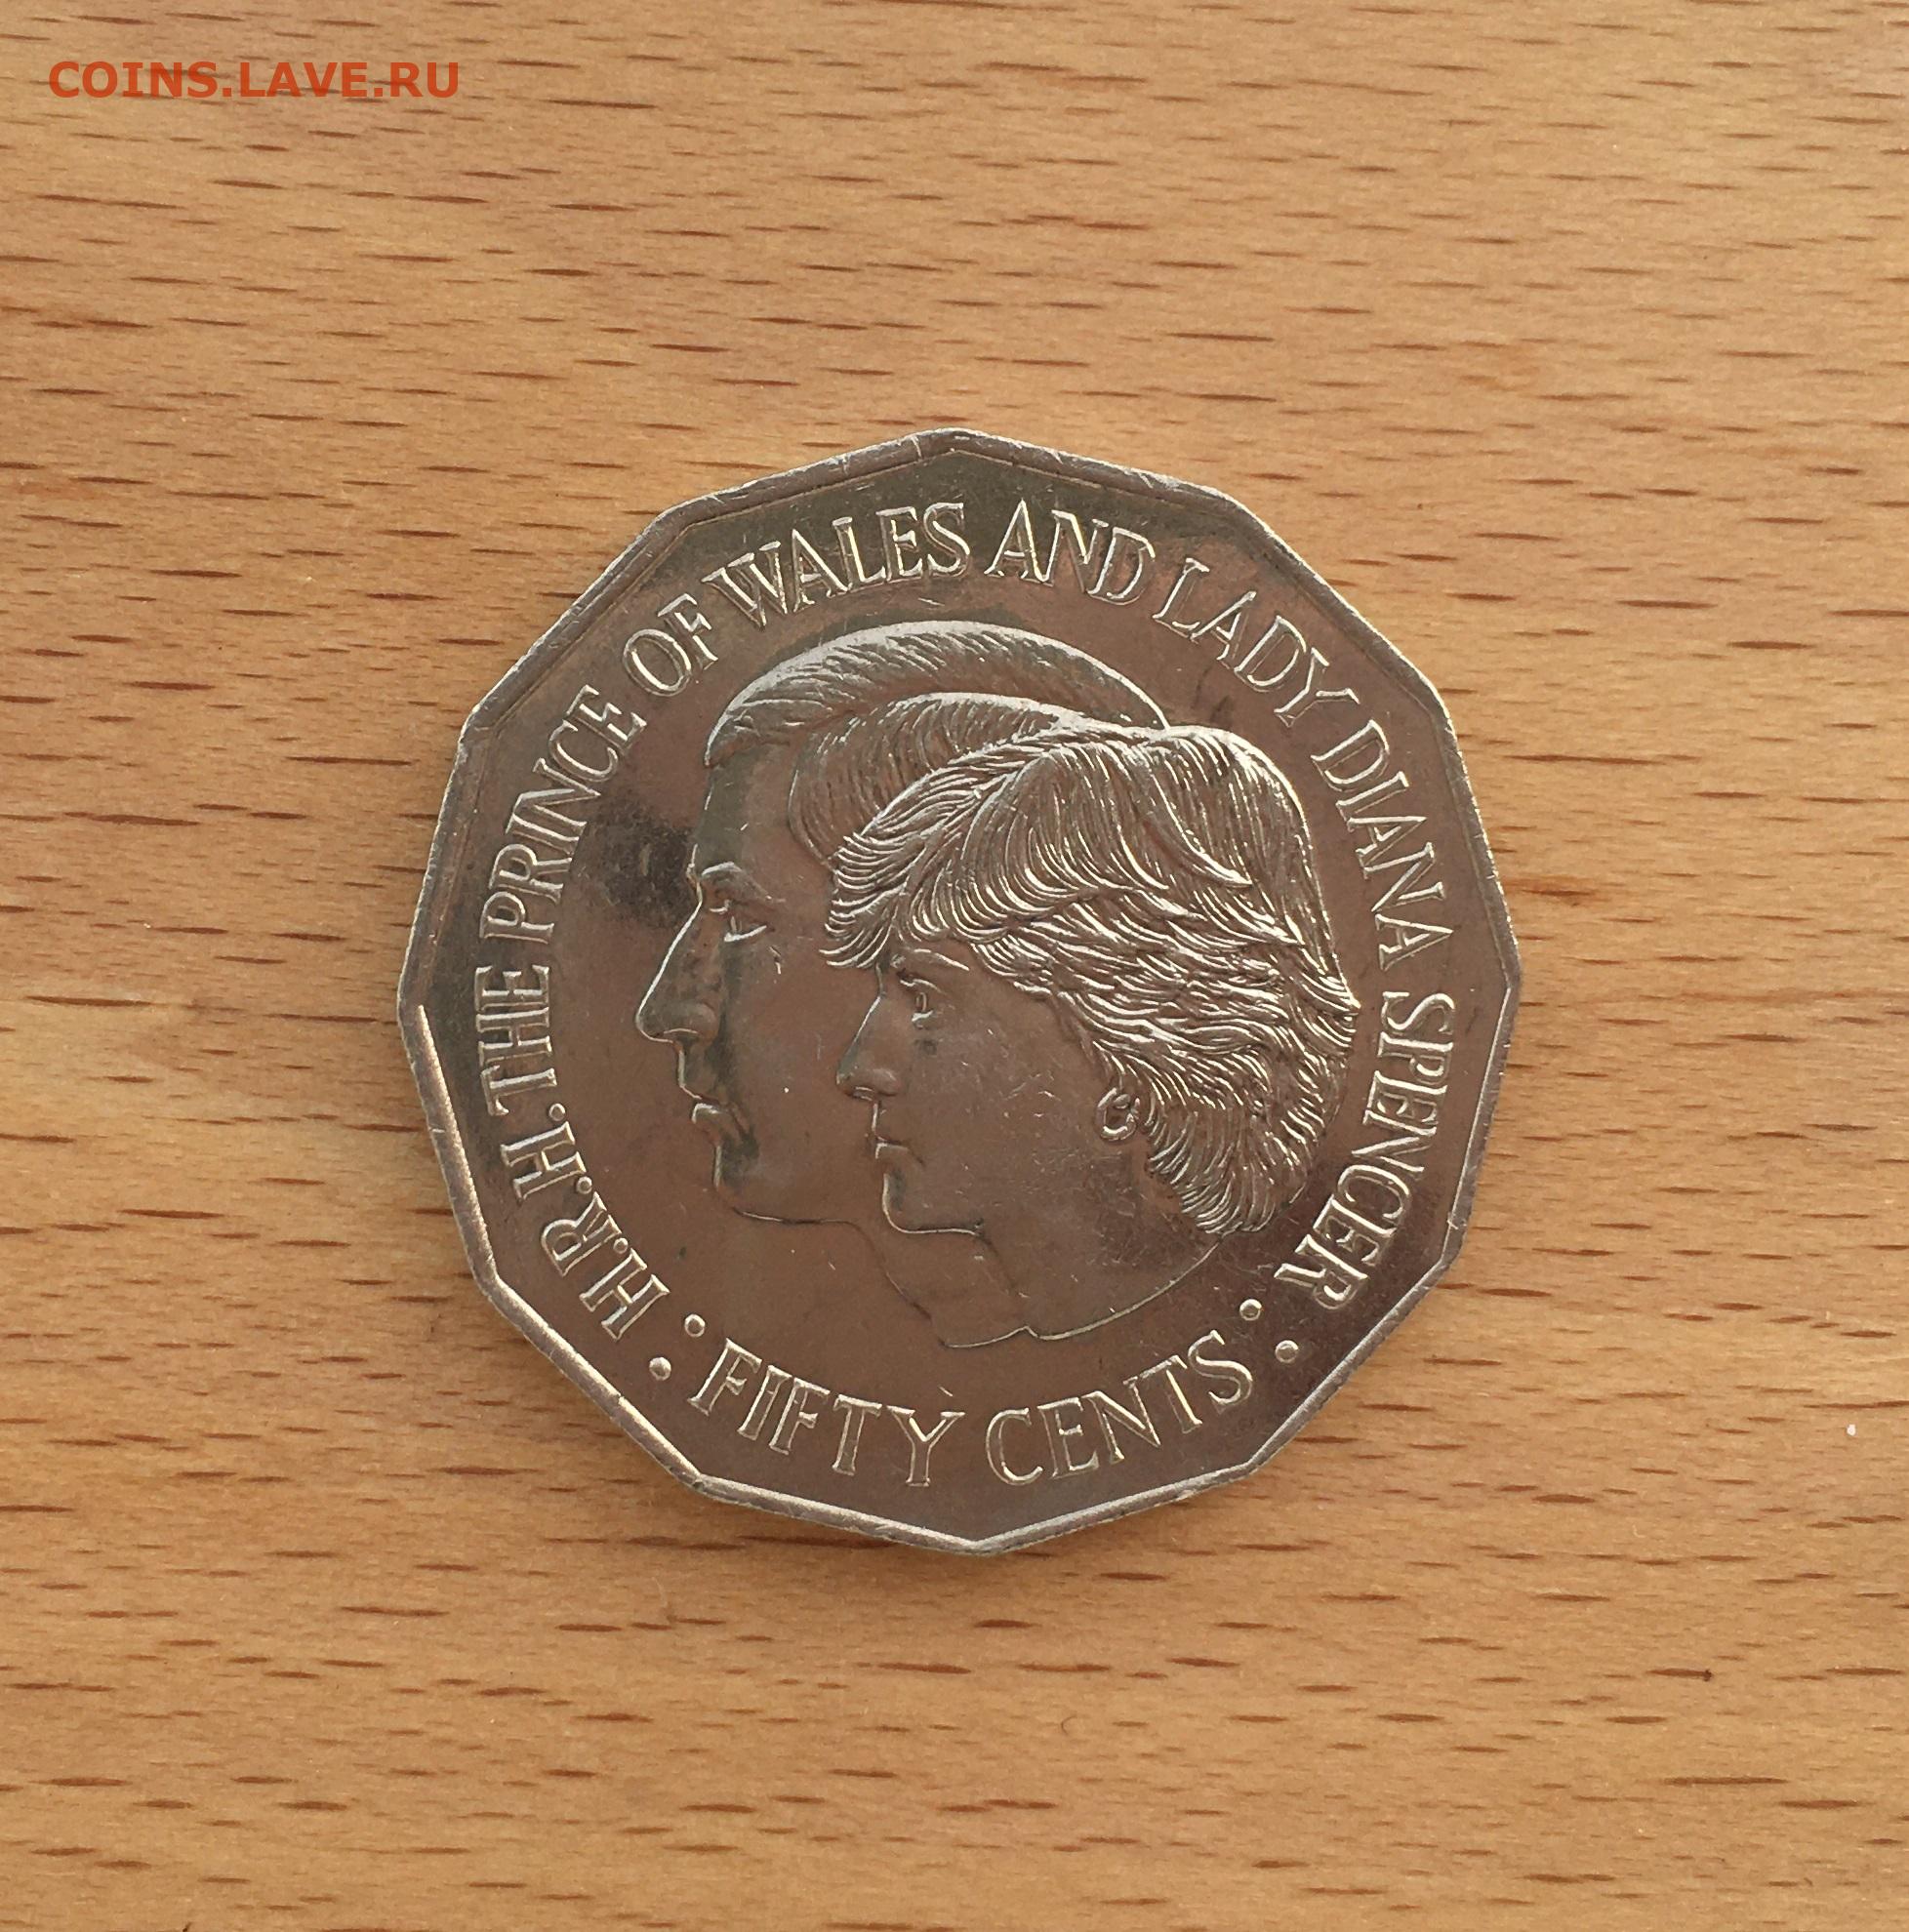 COINS.LAVE.RU
H.R.H. THE PRINCE OF WALES AND LADY DIANA SPENCER
FIFTY CENTS